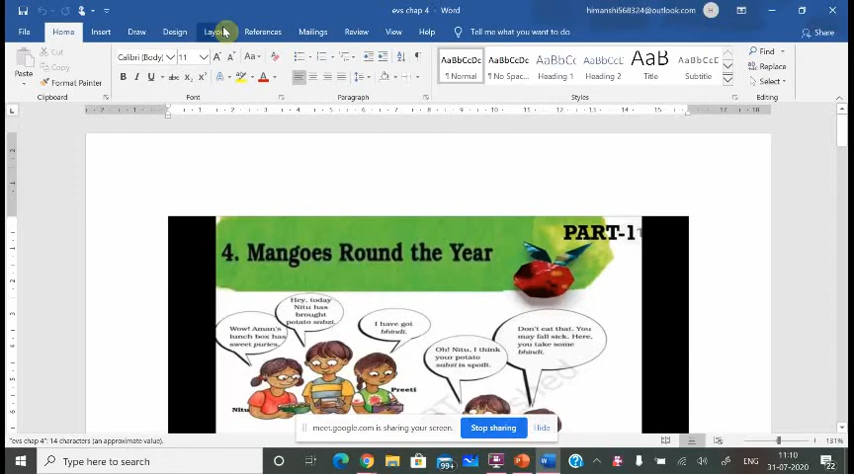 evs chap 4 - Word
himanshi568324@outlook.com H
File Home Insert Draw Design Layout References Mailings Review View Help Tell me what you want to do Share
Paste
Cut
Copy
Format Painter
Clipboard
Calibri (Body) 11
Font
Paragraph
AaBbCcDc AaBbCcDc AaBbCc AaBbCcC AaB AaBbCcD
¶ Normal ¶ No Spac... Heading 1 Heading 2 Title Subtitle
Styles
Find
Replace
Select
Editing
PART-1
4. Mangoes Round the Year
Hey, today
Nitu has
brought
potato sabzi.
Wow! Aman's
lunch box has
sweet puries.
I have got
bhindi.
Oh! Nitu, I think
your potato
sabzi is spoilt.
Don't eat that. You
may fall sick. Here,
you take some
bhindi.
Nitu
Preeti
meet.google.com is sharing your screen. Stop sharing Hide
"evs chap 4": 14 characters (an approximate value).
131%
Type here to search
99+
ENG
11:10
31-07-2020
22